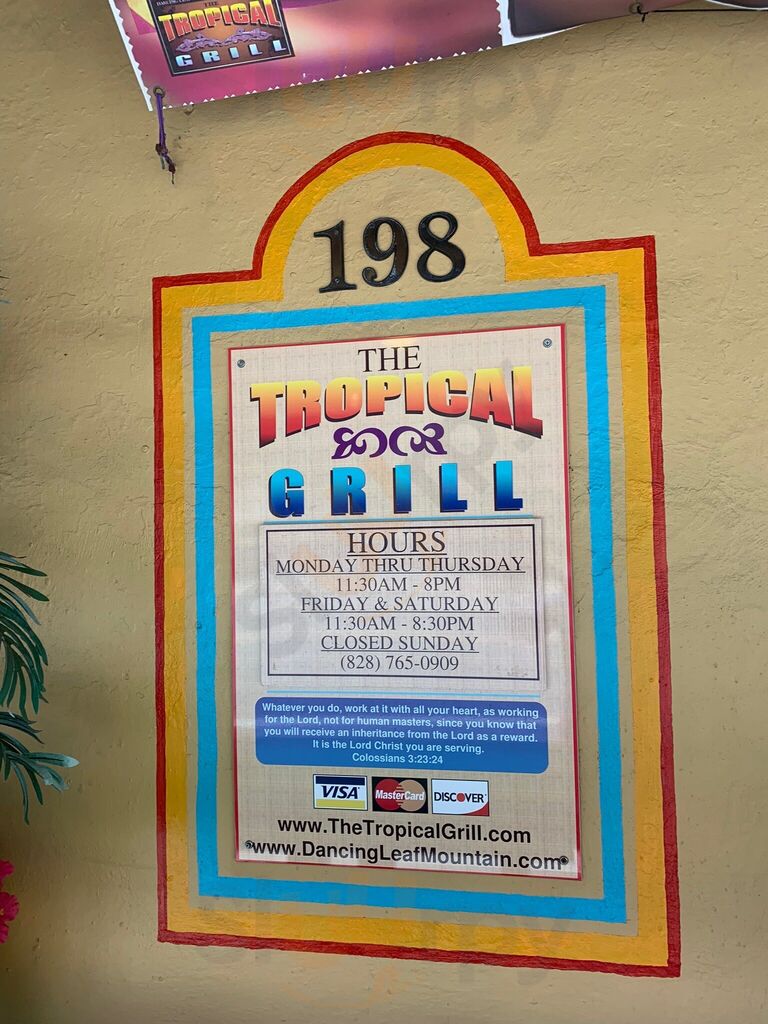 THE
TROPICAL
GRILL
198
THE
TROPICAL
GRILL
HOURS
MONDAY THRU THURSDAY
11:30AM - 8PM
FRIDAY & SATURDAY
11:30AM - 8:30PM
CLOSED SUNDAY
(828) 765-0909
Whatever you do, work at it with all your heart, as working
for the Lord, not for human masters, since you know that
you will receive an inheritance from the Lord as a reward.
It is the Lord Christ you are serving.
Colossians 3:23:24
VISA MasterCard DISCOVER
www.TheTropicalGrill.com
www.DancingLeafMountain.com